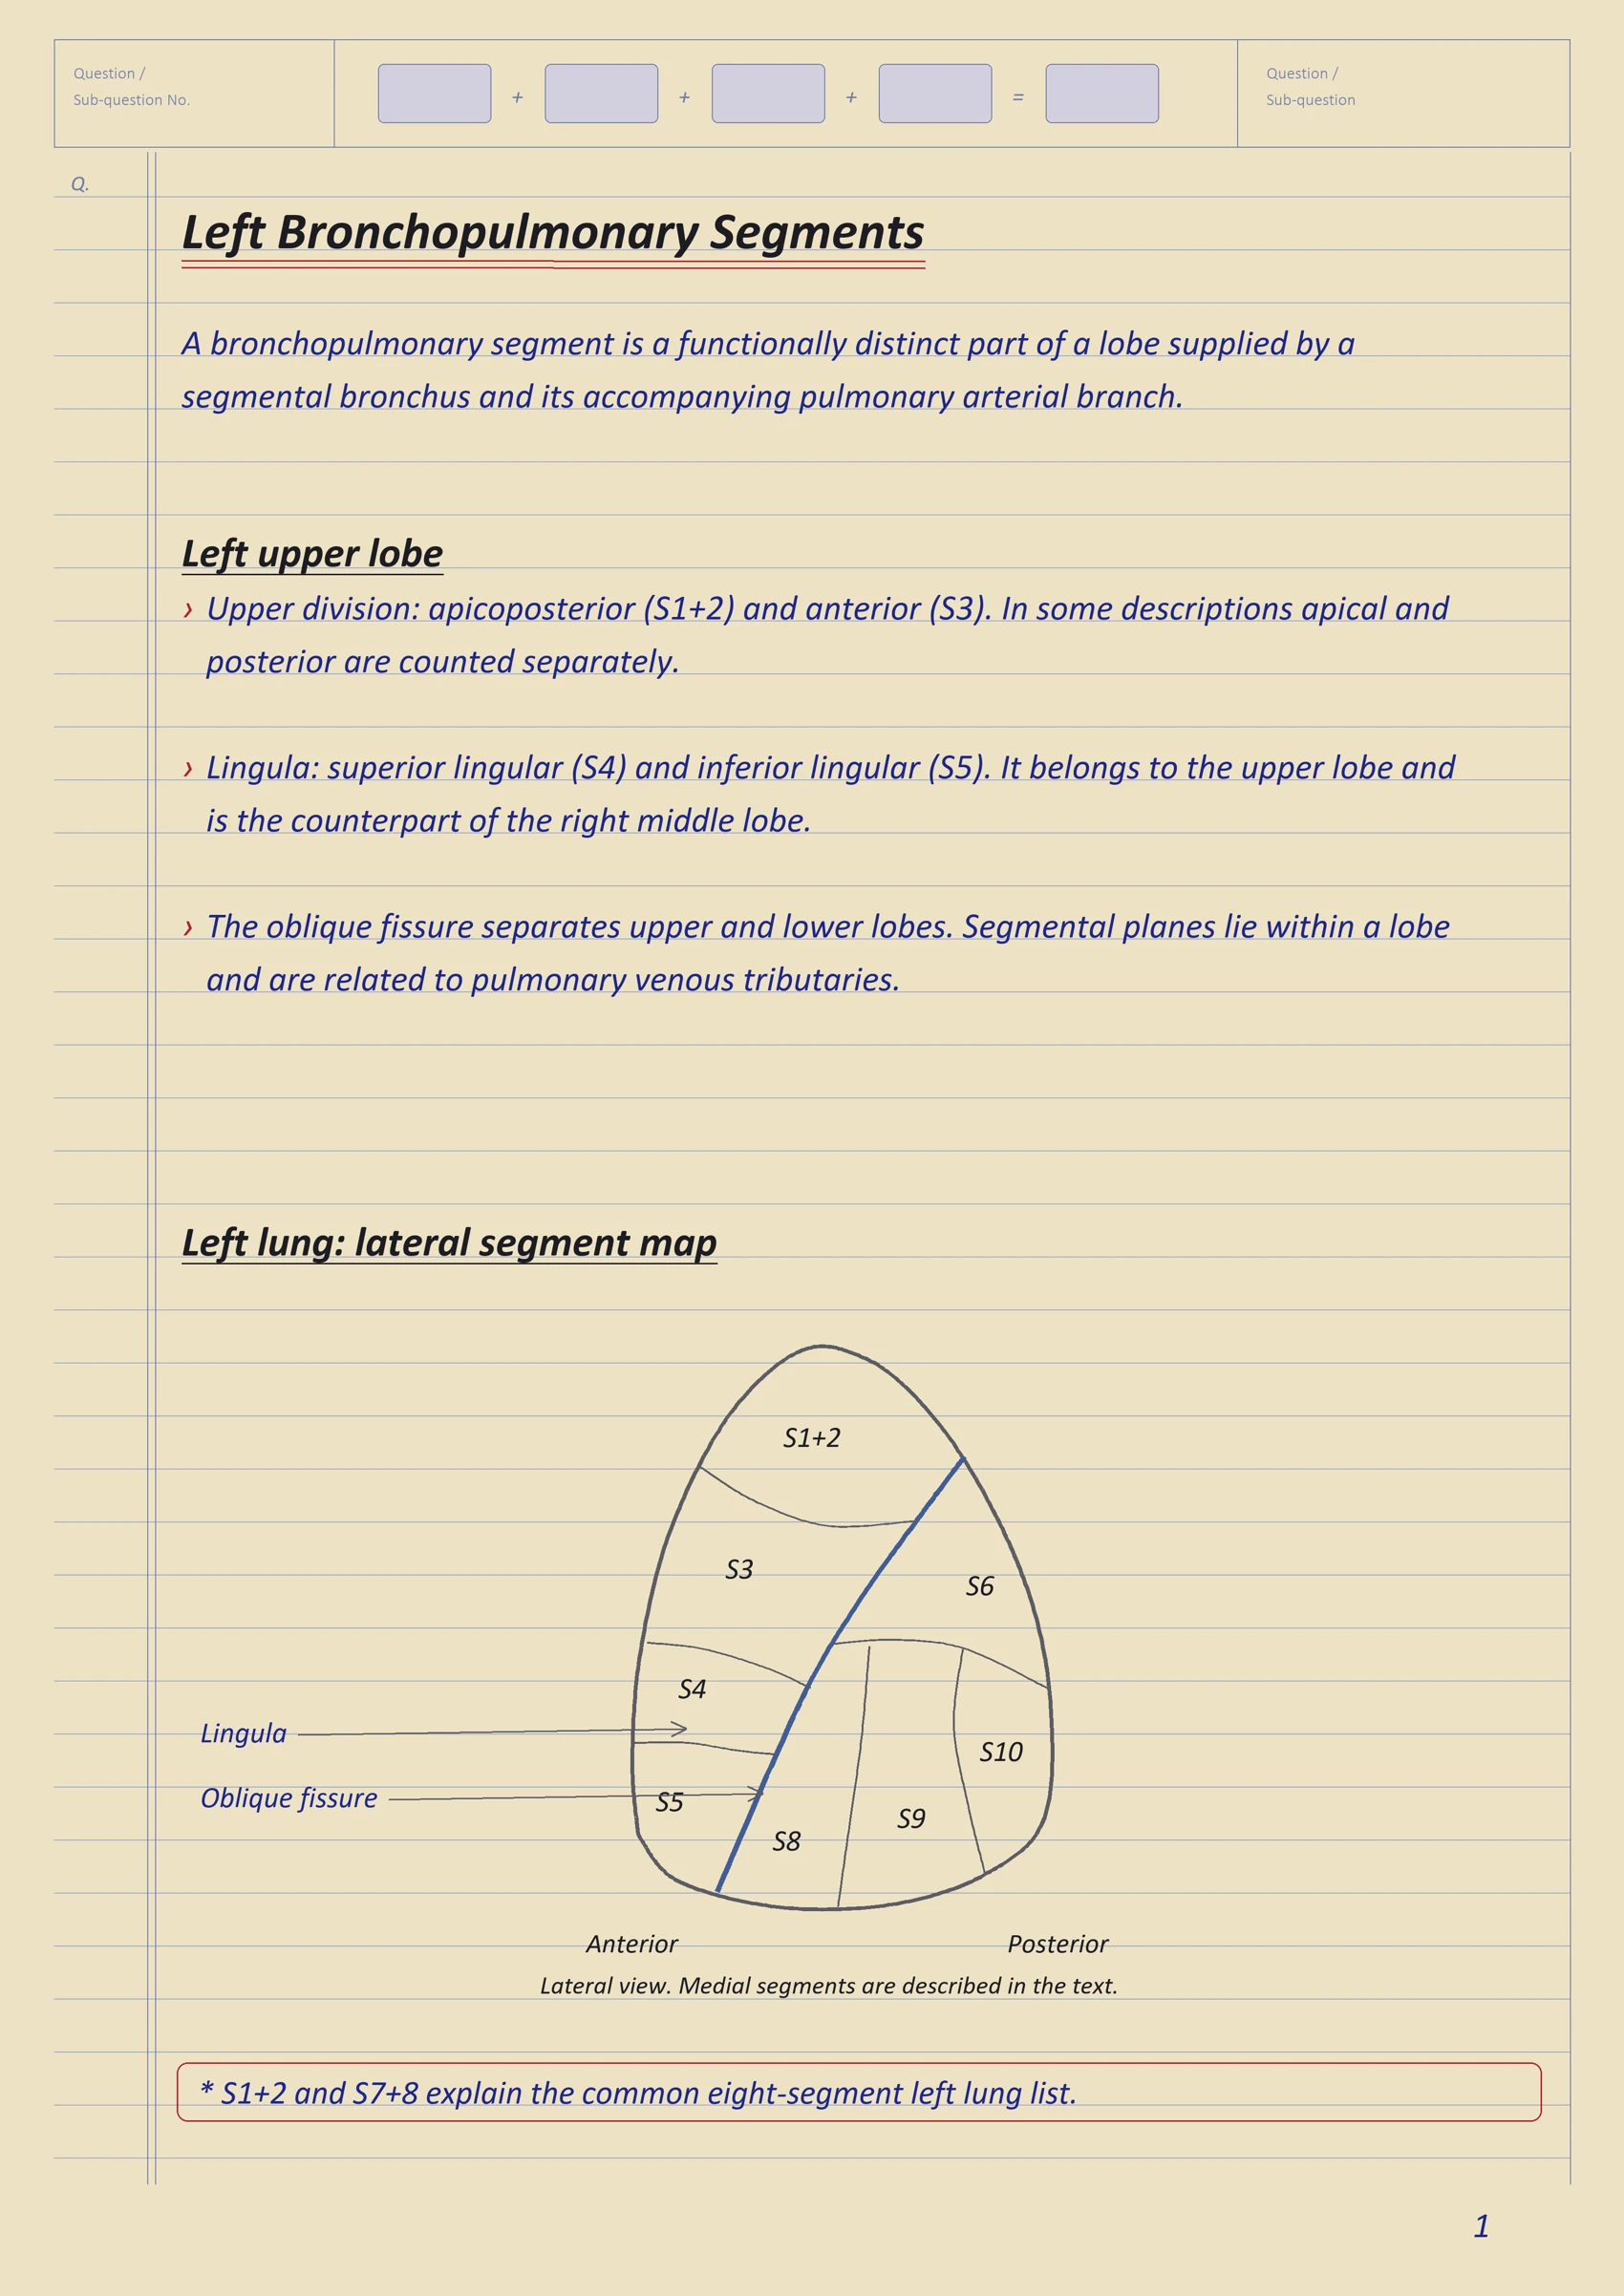 Question /
Sub-question No.
+ + + =
Question /
Sub-question
Q.
Left Bronchopulmonary Segments
A bronchopulmonary segment is a functionally distinct part of a lobe supplied by a
segmental bronchus and its accompanying pulmonary arterial branch.
Left upper lobe
› Upper division: apicoposterior (S1+2) and anterior (S3). In some descriptions apical and
posterior are counted separately.
› Lingula: superior lingular (S4) and inferior lingular (S5). It belongs to the upper lobe and
is the counterpart of the right middle lobe.
› The oblique fissure separates upper and lower lobes. Segmental planes lie within a lobe
and are related to pulmonary venous tributaries.
Left lung: lateral segment map
S1+2
S3
S6
S4
Lingula
S10
Oblique fissure
S5
S9
S8
Anterior
Posterior
Lateral view. Medial segments are described in the text.
* S1+2 and S7+8 explain the common eight-segment left lung list.
1